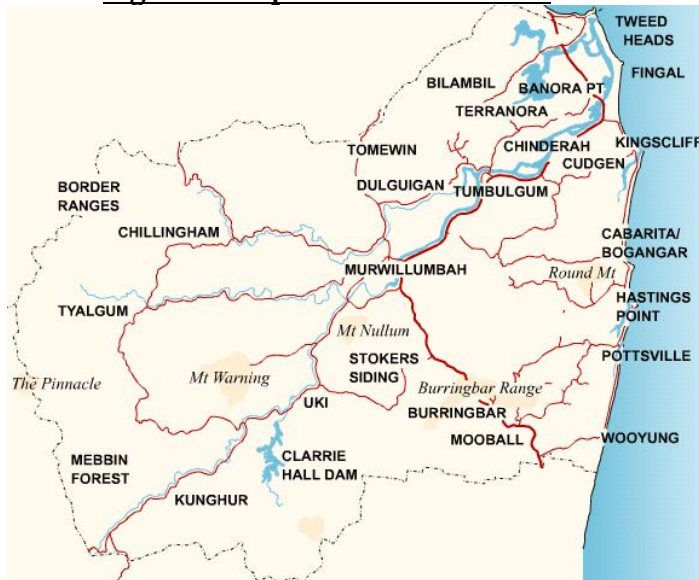 TWEED
HEADS
FINGAL
BILAMBIL
BANORA PT
TERRANORA
CHINDERAH
KINGSCLIFF
TOMEWIN
CUDGEN
DULGUIGAN
TUMBULGUM
BORDER
RANGES
CHILLINGHAM
CABARITA/
BOGANGAR
MURWILLUMBAH
Round Mt
HASTINGS
POINT
TYALGUM
Mt Nullum
STOKERS
SIDING
POTTSVILLE
The Pinnacle
Mt Warning
Burringbar Range
UKI
BURRINGBAR
MOOBALL
WOOYUNG
MEBBIN
FOREST
CLARRIE
HALL DAM
KUNGHUR